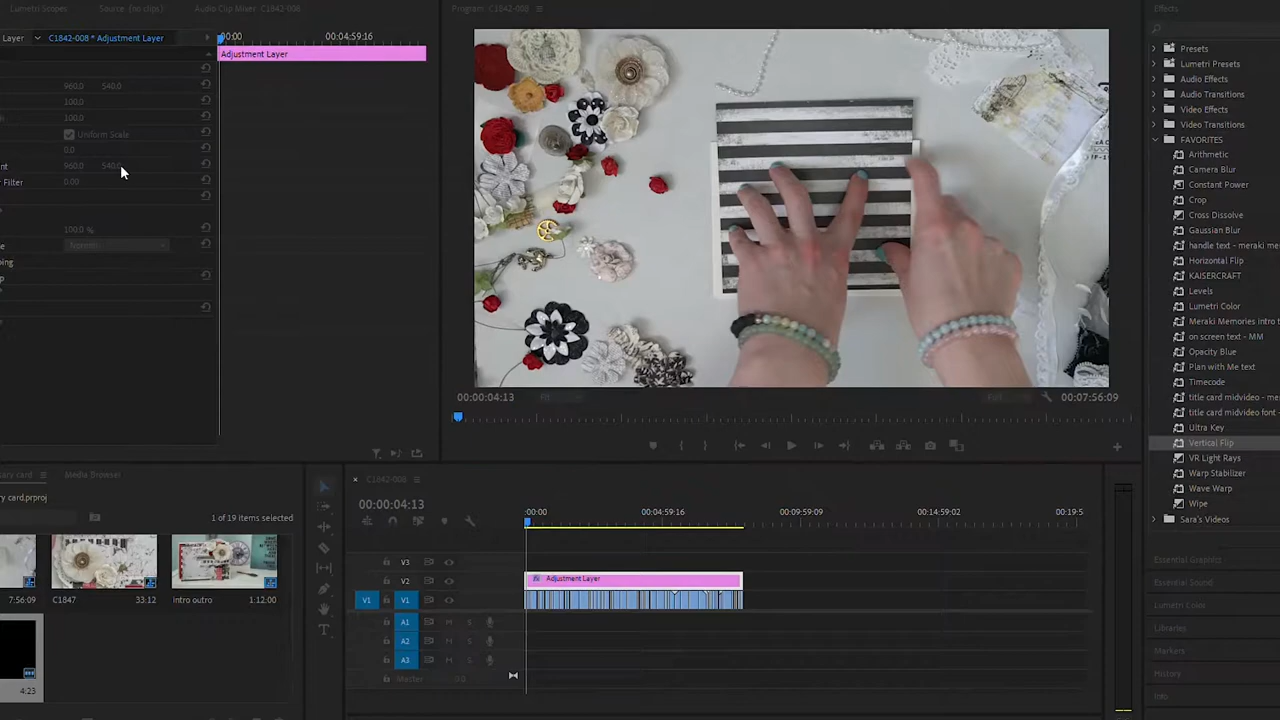 Lumetri Scopes
Source: (no clips)
Audio Clip Mixer: C1842-008
Program: C1842-008
Effects
Layer
C1842-008 * Adjustment Layer
:00:00
00:04:59:16
Adjustment Layer
960.0 540.0
100.0
100.0
Uniform Scale
0.0
nt 960.0 540.0
r Filter 0.00
100.0 %
Normal
ping
00:00:04:13
Fit
Full
00:07:56:09
Presets
Lumetri Presets
Audio Effects
Audio Transitions
Video Effects
Video Transitions
FAVORITES
Arithmetic
Camera Blur
Constant Power
Crop
Cross Dissolve
Gaussian Blur
handle text - meraki me
Horizontal Flip
KAISERCRAFT
Levels
Lumetri Color
Meraki Memories intro t
on screen text - MM
Opacity Blue
Plan with Me text
Timecode
title card midvideo - me
title card midvideo font -
Ultra Key
Vertical Flip
VR Light Rays
Warp Stabilizer
Wave Warp
Wipe
Sara's Videos
Essential Graphics
Essential Sound
Lumetri Color
Libraries
Markers
History
Info
ary card
Media Browser
ry card.prproj
1 of 19 items selected
7:56:09
C1847
33:12
intro outro
1:12:00
4:23
C1842-008
00:00:04:13
:00:00
00:04:59:16
00:09:59:09
00:14:59:02
00:19:5
V3
V2
Adjustment Layer
V1
V1
A1 M S
A2 M S
A3 M S
Master 0.0